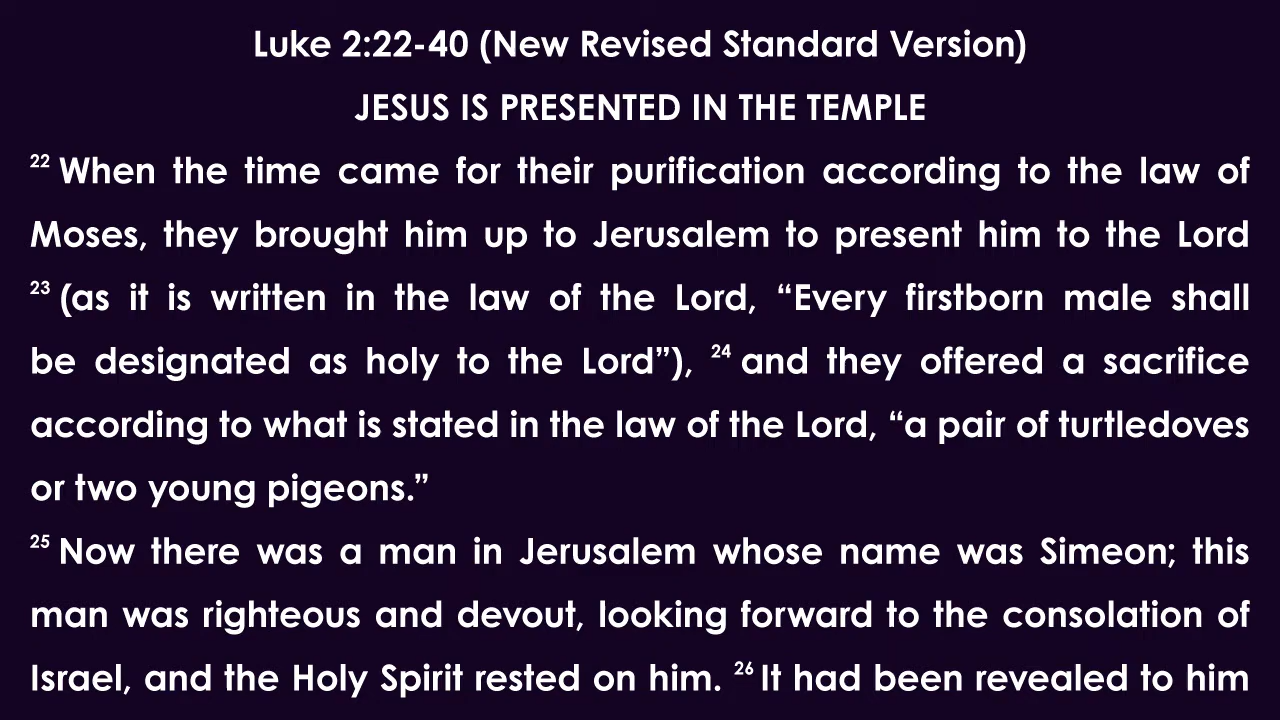 Luke 2:22-40 (New Revised Standard Version)
JESUS IS PRESENTED IN THE TEMPLE
22 When the time came for their purification according to the law of
Moses, they brought him up to Jerusalem to present him to the Lord
23 (as it is written in the law of the Lord, “Every firstborn male shall
be designated as holy to the Lord”), 24 and they offered a sacrifice
according to what is stated in the law of the Lord, “a pair of turtledoves
or two young pigeons.”
25 Now there was a man in Jerusalem whose name was Simeon; this
man was righteous and devout, looking forward to the consolation of
Israel, and the Holy Spirit rested on him. 26 It had been revealed to him